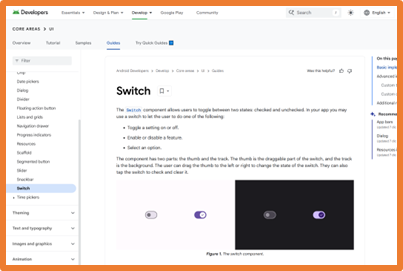 Developers
Essentials
Design & Plan
Develop
Google Play
Community
Search
/
English
CORE AREAS > UI
Overview
Tutorial
Samples
Guides
Try Quick Guides
Filter
Chip
Date pickers
Dialog
Divider
Floating action button
Lists and grids
Navigation drawer
Progress indicators
Resources
Scaffold
Segmented button
Slider
Snackbar
Switch
Time pickers
Theming
Text and typography
Images and graphics
Animation
Android Developers > Develop > Core areas > UI > Guides
Was this helpful?
Switch
The Switch component allows users to toggle between two states: checked and unchecked. In your app you may
use a switch to let the user to do one of the following:
• Toggle a setting on or off.
• Enable or disable a feature.
• Select an option.
The component has two parts: the thumb and the track. The thumb is the draggable part of the switch, and the track
is the background. The user can drag the thumb to the left or right to change the state of the switch. They can also
tap the switch to check and clear it.
Figure 1. The switch component.
On this pa
Basic imple
Advanced i
Custom
Custom
Additional
Recomme
App bars
Dialog
Resources i